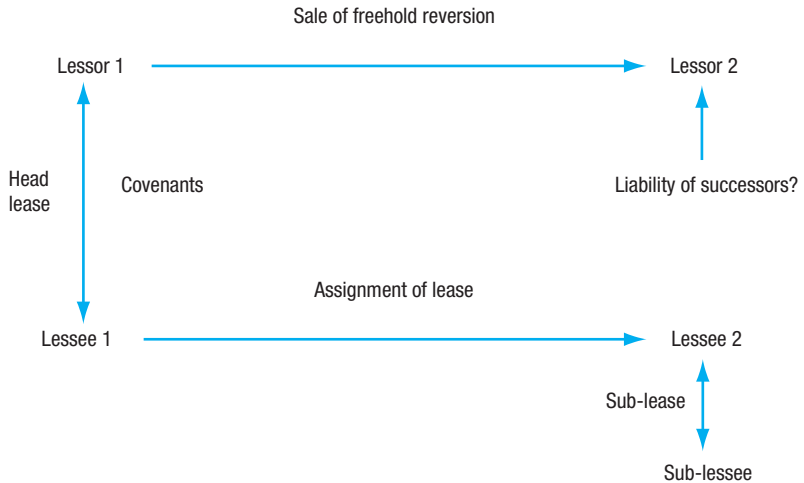 Sale of freehold reversion
Lessor 1
Lessor 2
Head
lease
Covenants
Liability of successors?
Assignment of lease
Lessee 1
Lessee 2
Sub-lease
Sub-lessee